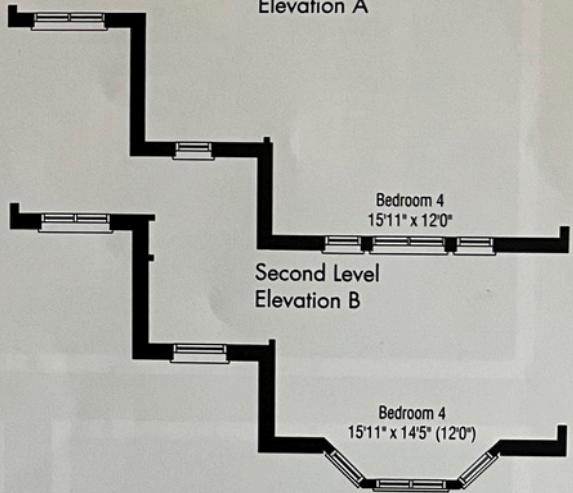 Elevation A
Bedroom 4
15'11" x 12'0"
Second Level
Elevation B
Bedroom 4
15'11" x 14'5" (12'0")